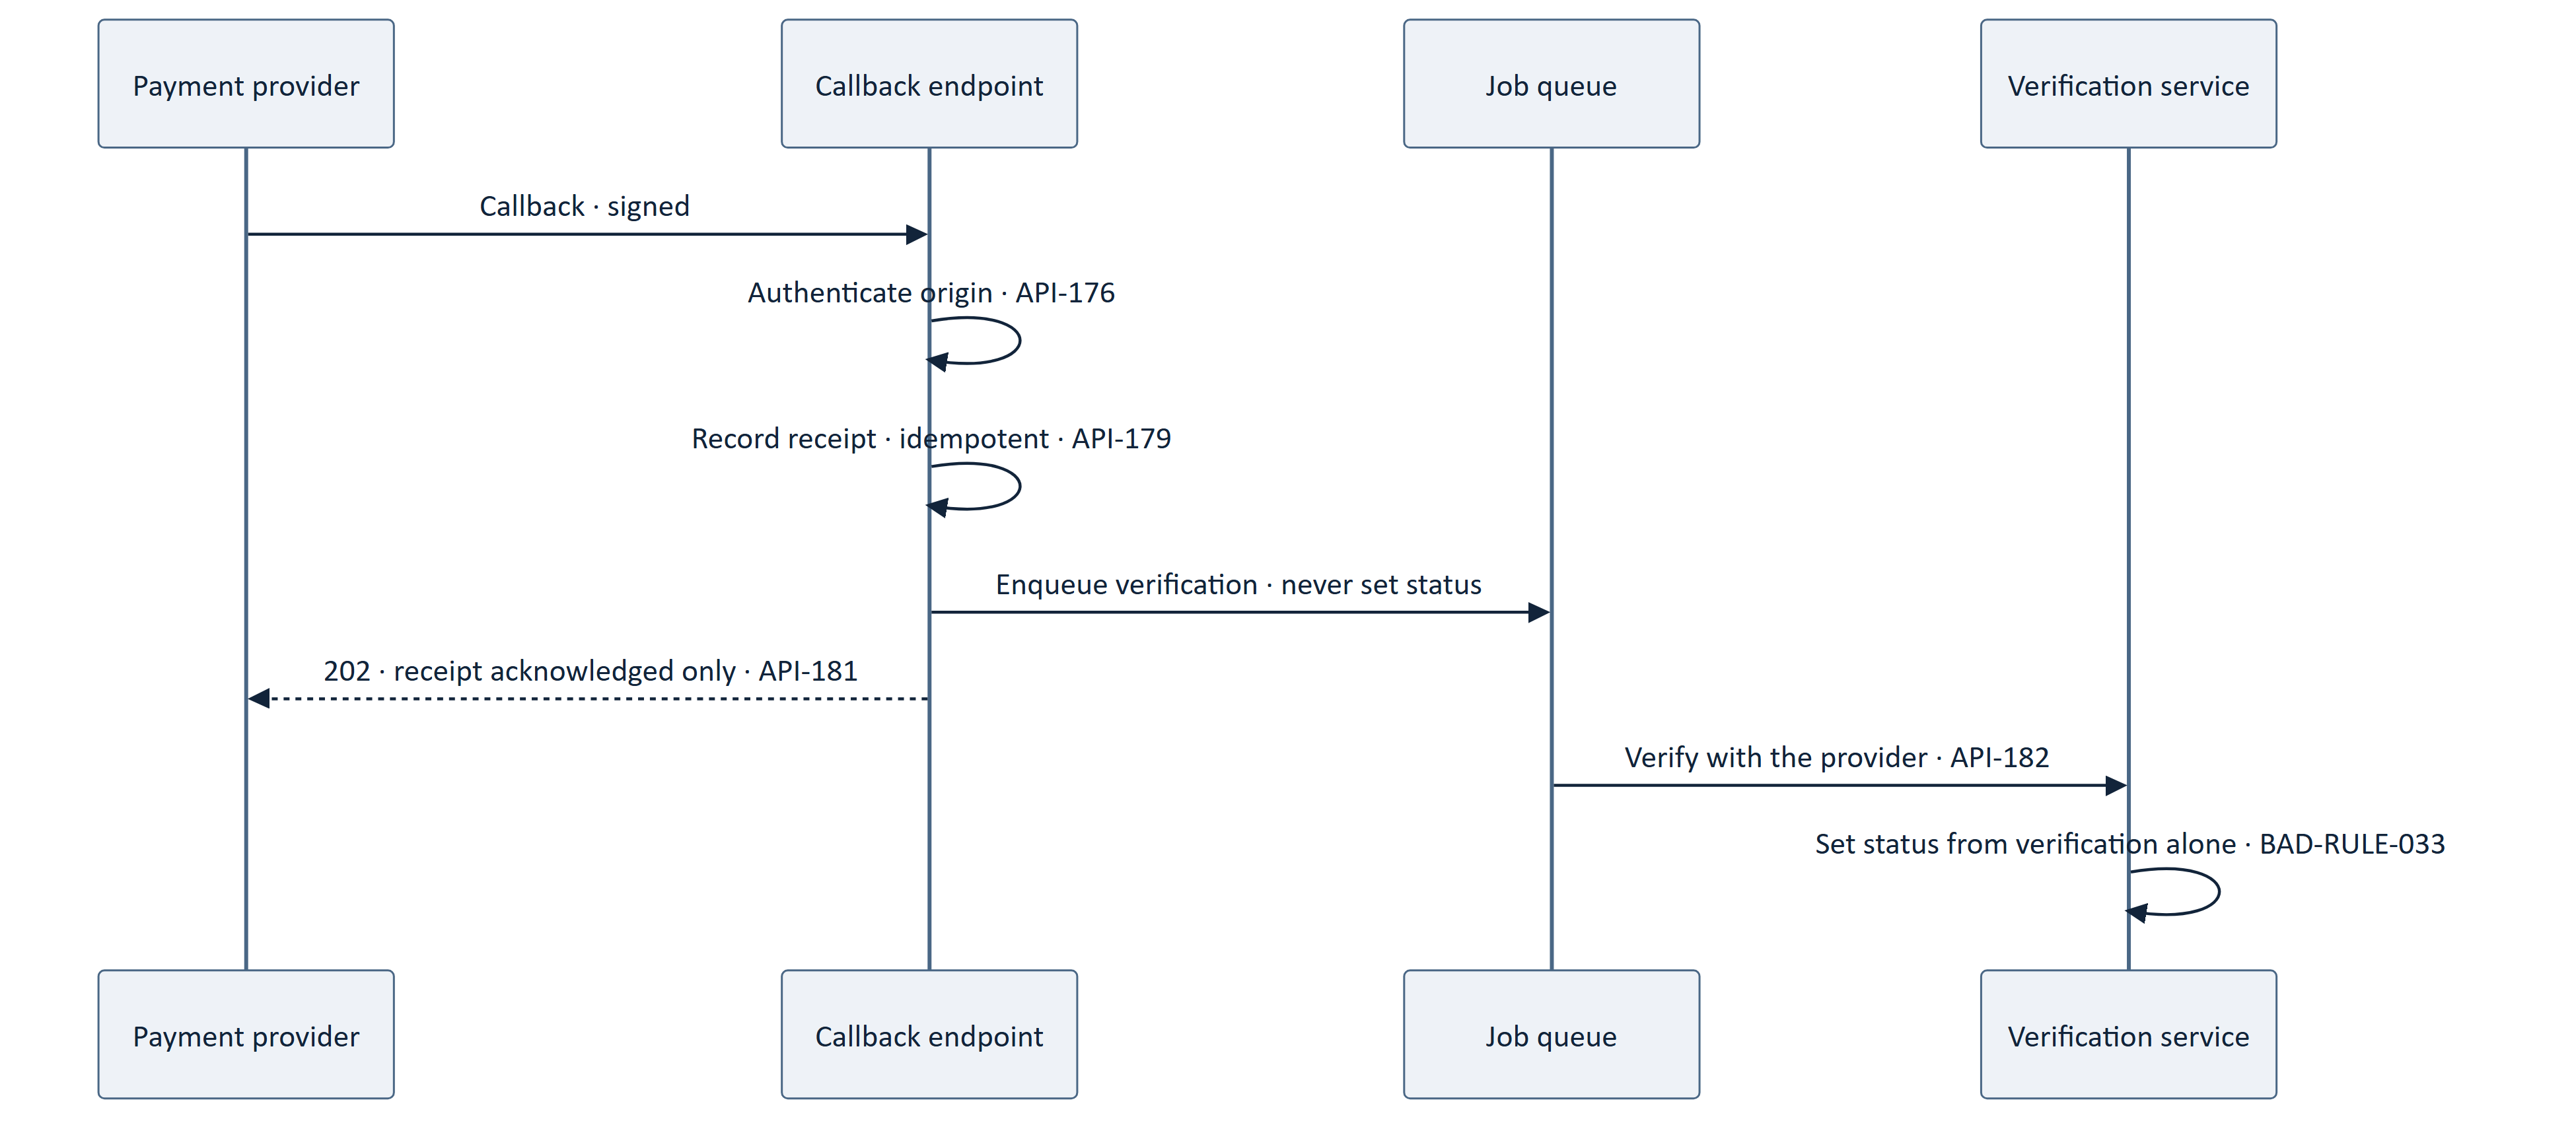 Payment provider
Callback endpoint
Job queue
Verification service
Callback · signed
Authenticate origin · API-176
Record receipt · idempotent · API-179
Enqueue verification · never set status
202 · receipt acknowledged only · API-181
Verify with the provider · API-182
Set status from verification alone · BAD-RULE-033
Payment provider
Callback endpoint
Job queue
Verification service